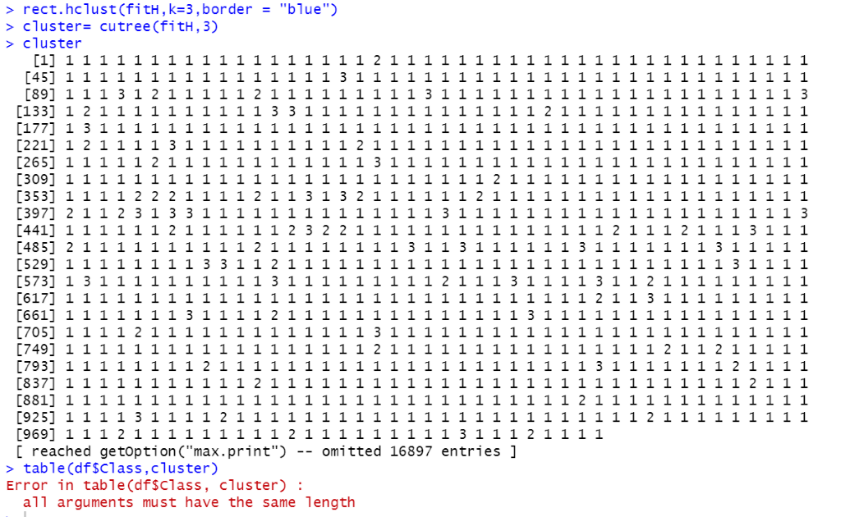 > rect.hclust(fitH,k=3,border = "blue")
> cluster= cutree(fitH,3)
> cluster
[1] 1 1 1 1 1 1 1 1 1 1 1 1 1 1 1 1 1 1 2 1 1 1 1 1 1 1 1 1 1 1 1 1 1 1 1 1 1 1 1 1 1 1 1 1
[45] 1 1 1 1 1 1 1 1 1 1 1 1 1 1 1 1 3 1 1 1 1 1 1 1 1 1 1 1 1 1 1 1 1 1 1 1 1 1 1 1 1 1 1 1
[89] 1 1 1 3 1 2 1 1 1 1 1 2 1 1 1 1 1 1 1 1 1 3 1 1 1 1 1 1 1 1 1 1 1 1 1 1 1 1 1 1 1 1 1 3
[133] 1 2 1 1 1 1 1 1 1 1 1 1 3 3 1 1 1 1 1 1 1 1 1 1 1 1 1 1 2 1 1 1 1 1 1 1 1 1 1 1 1 1 1 1
[177] 1 3 1 1 1 1 1 1 1 1 1 1 1 1 1 1 1 1 1 1 1 1 1 1 1 1 1 1 1 1 1 1 1 1 1 1 1 1 1 1 1 1 1 1
[221] 1 2 1 1 1 1 3 1 1 1 1 1 1 1 1 1 1 2 1 1 1 1 1 1 1 1 1 1 1 1 1 1 1 1 1 1 1 1 1 1 1 1 1 1
[265] 1 1 1 1 1 2 1 1 1 1 1 1 1 1 1 1 1 1 3 1 1 1 1 1 1 1 1 1 1 1 1 1 1 1 1 1 1 1 1 1 1 1 1 1
[309] 1 1 1 1 1 1 1 1 1 1 1 1 1 1 1 1 1 1 1 1 1 1 1 1 1 2 1 1 1 1 1 1 1 1 1 1 1 1 1 1 1 1 1 1
[353] 1 1 1 1 2 2 2 1 1 1 1 2 1 1 3 1 3 2 1 1 1 1 1 1 2 1 1 1 1 1 1 1 1 1 1 1 1 1 1 1 1 1 1 1
[397] 2 1 1 2 3 1 3 3 1 1 1 1 1 1 1 1 1 1 1 1 1 1 3 1 1 1 1 1 1 1 1 1 1 1 1 1 1 1 1 1 1 1 1 3
[441] 1 1 1 1 1 1 2 1 1 1 1 1 1 2 3 2 2 1 1 1 1 1 1 1 1 1 1 1 1 1 1 1 2 1 1 1 2 1 1 1 3 1 1 1
[485] 2 1 1 1 1 1 1 1 1 1 1 2 1 1 1 1 1 1 1 1 3 1 1 3 1 1 1 1 1 1 3 1 1 1 1 1 1 1 3 1 1 1 1 1
[529] 1 1 1 1 1 1 1 1 3 3 1 1 2 1 1 1 1 1 1 1 1 1 1 1 1 1 1 1 1 1 1 1 1 1 1 1 1 1 1 3 1 1 1 1
[573] 1 3 1 1 1 1 1 1 1 1 1 1 3 1 1 1 1 1 1 1 1 1 2 1 1 1 3 1 1 1 1 3 1 1 2 1 1 1 1 1 1 1 1 1
[617] 1 1 1 1 1 1 1 1 1 1 1 1 1 1 1 1 1 1 1 1 1 1 1 1 1 1 1 1 1 1 1 2 1 1 3 1 1 1 1 1 1 1 1 1
[661] 1 1 1 1 1 1 1 3 1 1 1 1 2 1 1 1 1 1 1 1 1 1 1 1 1 1 1 3 1 1 1 1 1 1 1 1 1 1 1 1 1 1 1 1
[705] 1 1 1 1 2 1 1 1 1 1 1 1 1 1 1 1 1 1 3 1 1 1 1 1 1 1 1 1 1 1 1 1 1 1 1 1 1 1 1 1 1 1 1 1
[749] 1 1 1 1 1 1 1 1 1 1 1 1 1 1 1 1 1 1 2 1 1 1 1 1 1 1 1 1 1 1 1 1 1 1 1 2 1 1 2 1 1 1 1 1
[793] 1 1 1 1 1 1 1 1 2 1 1 1 1 1 1 1 1 1 1 1 1 1 1 1 1 1 1 1 1 1 1 3 1 1 1 1 1 1 1 2 1 1 1 1
[837] 1 1 1 1 1 1 1 1 1 1 1 2 1 1 1 1 1 1 1 1 1 1 1 1 1 1 1 1 1 1 1 1 1 1 1 1 1 1 1 1 2 1 1 1
[881] 1 1 1 1 1 1 1 1 1 1 1 1 1 1 1 1 1 1 1 1 1 1 1 1 1 1 1 1 1 1 2 1 1 1 1 1 1 1 1 1 1 1 1 1
[925] 1 1 1 1 3 1 1 1 1 2 1 1 1 1 1 1 1 1 1 1 1 1 1 1 1 1 1 1 1 1 1 1 1 1 2 1 1 1 1 1 1 1 1 1
[969] 1 1 1 2 1 1 1 1 1 1 1 1 1 2 1 1 1 1 1 1 1 1 1 3 1 1 1 2 1 1 1 1
[ reached getOption("max.print") -- omitted 16897 entries ]
> table(df$Class,cluster)
Error in table(df$Class, cluster) :
all arguments must have the same length